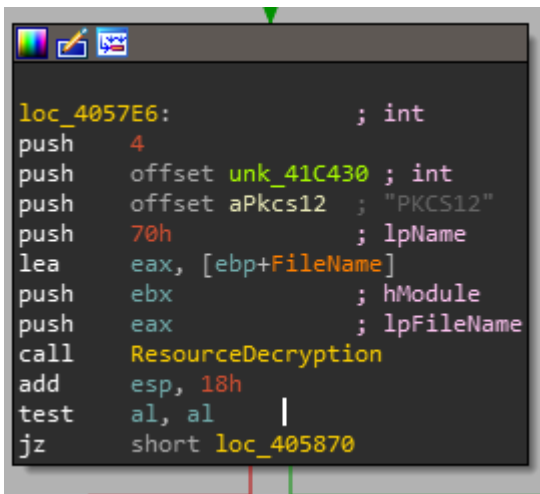 loc_4057E6: ; int
push 4
push offset unk_41C430 ; int
push offset aPkcs12 ; "PKCS12"
push 70h ; lpName
lea eax, [ebp+FileName]
push ebx ; hModule
push eax ; lpFileName
call ResourceDecryption
add esp, 18h
test al, al
jz short loc_405870